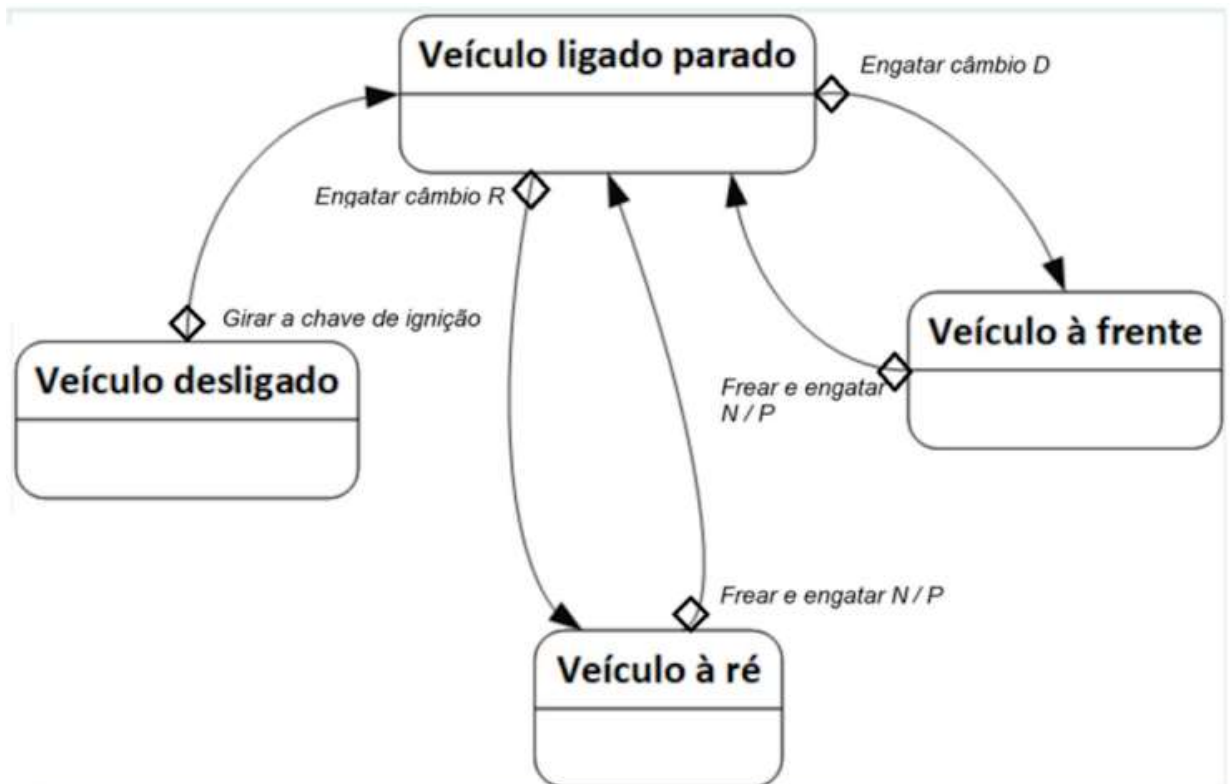 Veículo ligado parado
Engatar câmbio D
Engatar câmbio R
Girar a chave de ignição
Veículo à frente
Veículo desligado
Frear e engatar
N / P
Frear e engatar N / P
Veículo à ré